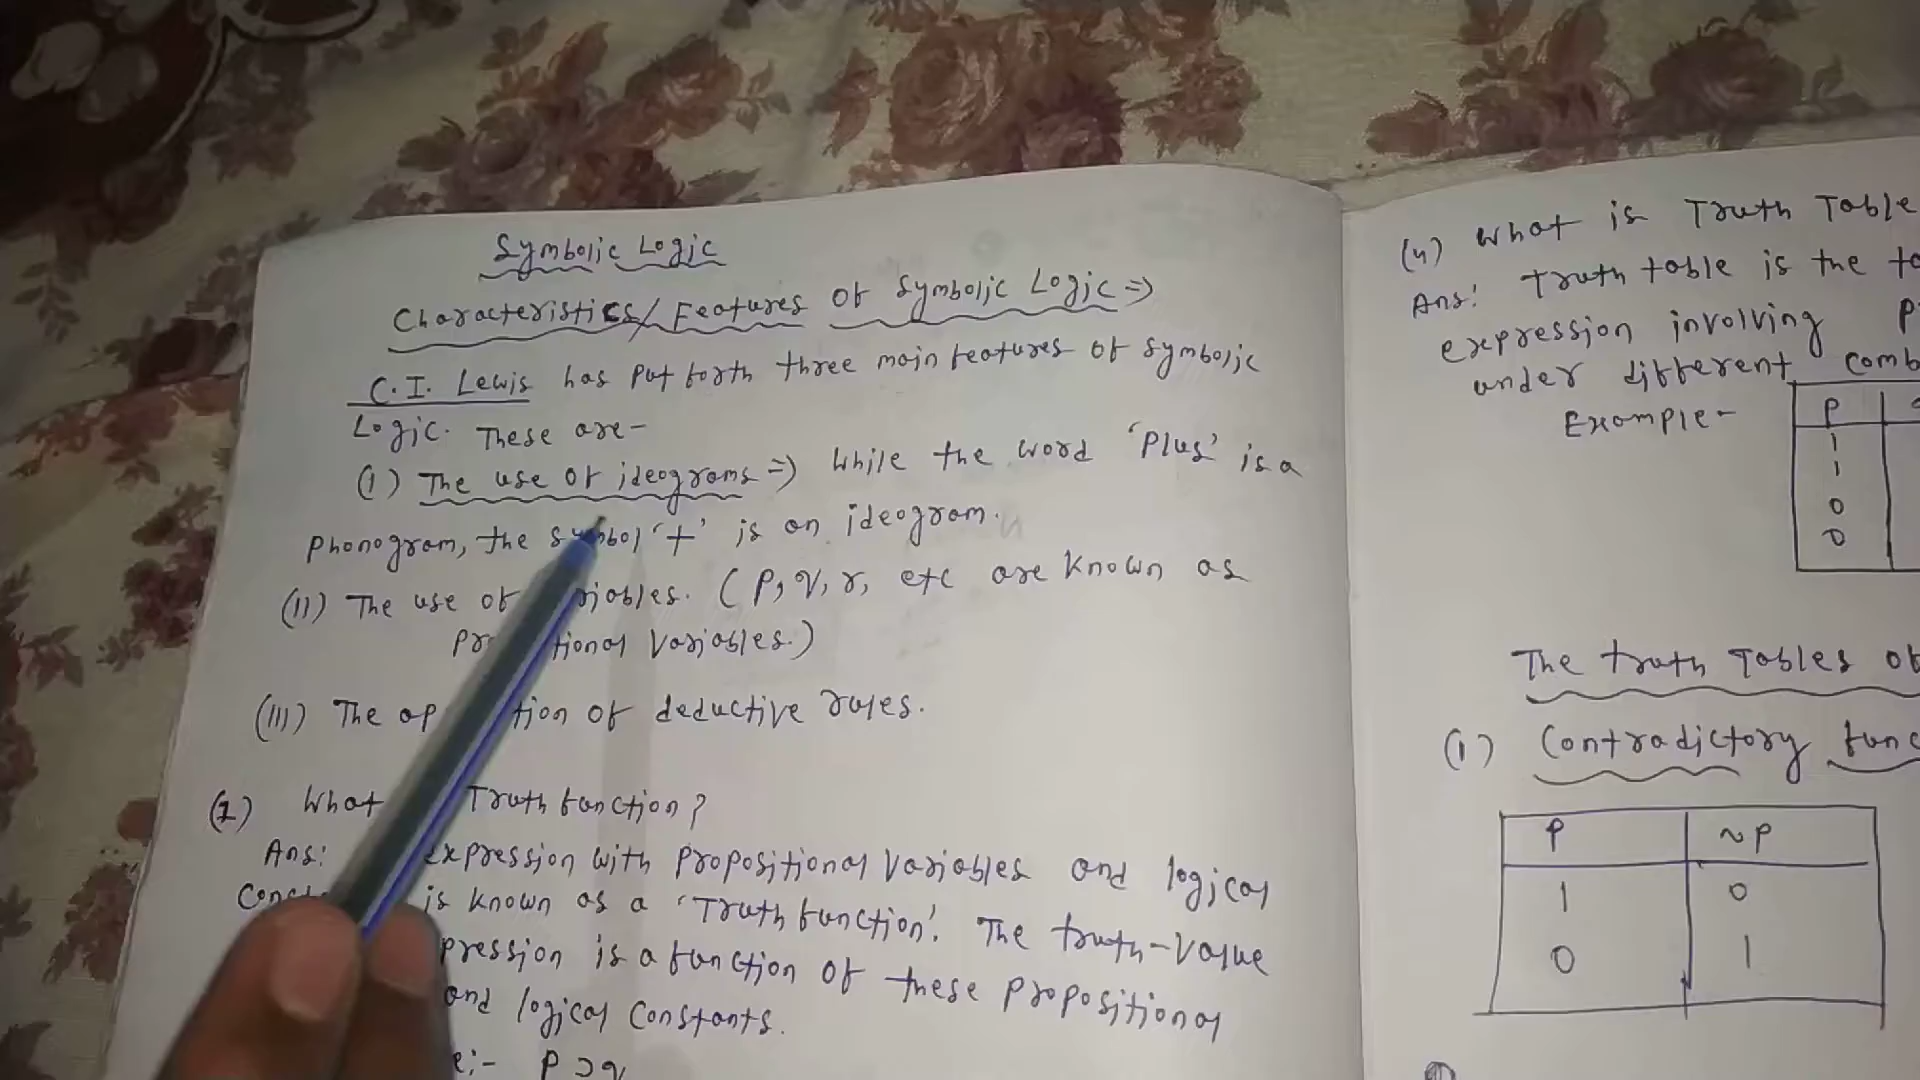 Symbolic Logic
Characteristics/Features of Symbolic Logic =>
C.I. Lewis has put forth three main features of symbolic
Logic. These are-
(I) The use of ideograms => While the word 'Plus' is a
Phonogram, the symbol '+' is an ideogram.
(II) The use of (P, q, r, etc are known as
Variables.)
(III) The of deductive rules.
(I) What Truth function?
Ans: expression with propositional variables and logical
is known as a 'Truth function'. The truth-value
is a function of these propositional
and logical constants.
P ⊃ q
(4) What is Truth Table
Ans: Truth table is the
expression involving
under different
Example-
P
1
1
0
0
The truth Tables of
(I) Contradictory
P ~P
1 0
0 1